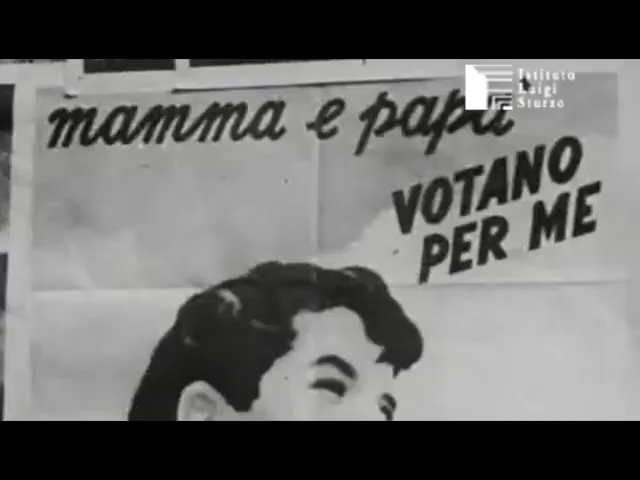 Istituto
Luigi
Sturzo
mamma e papà
VOTANO
PER ME